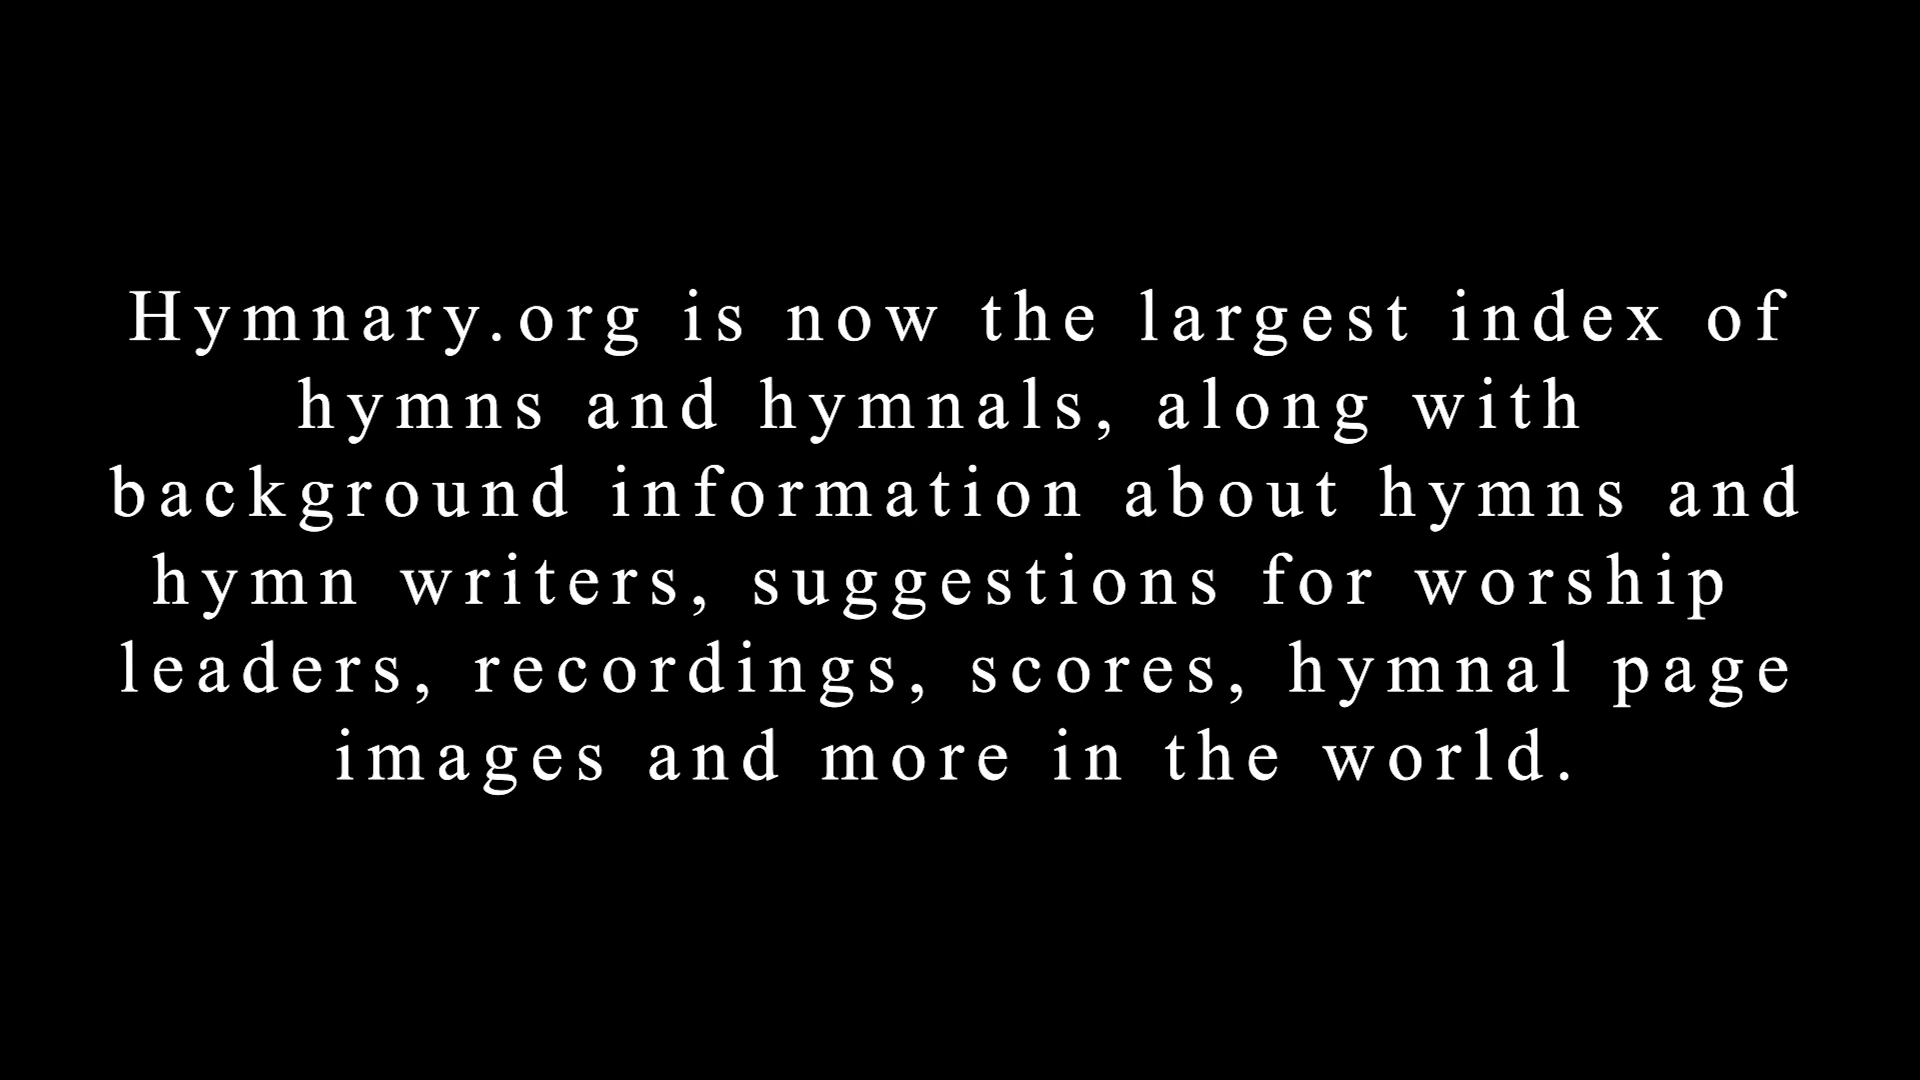 Hymnary.org is now the largest index of
hymns and hymnals, along with
background information about hymns and
hymn writers, suggestions for worship
leaders, recordings, scores, hymnal page
images and more in the world.